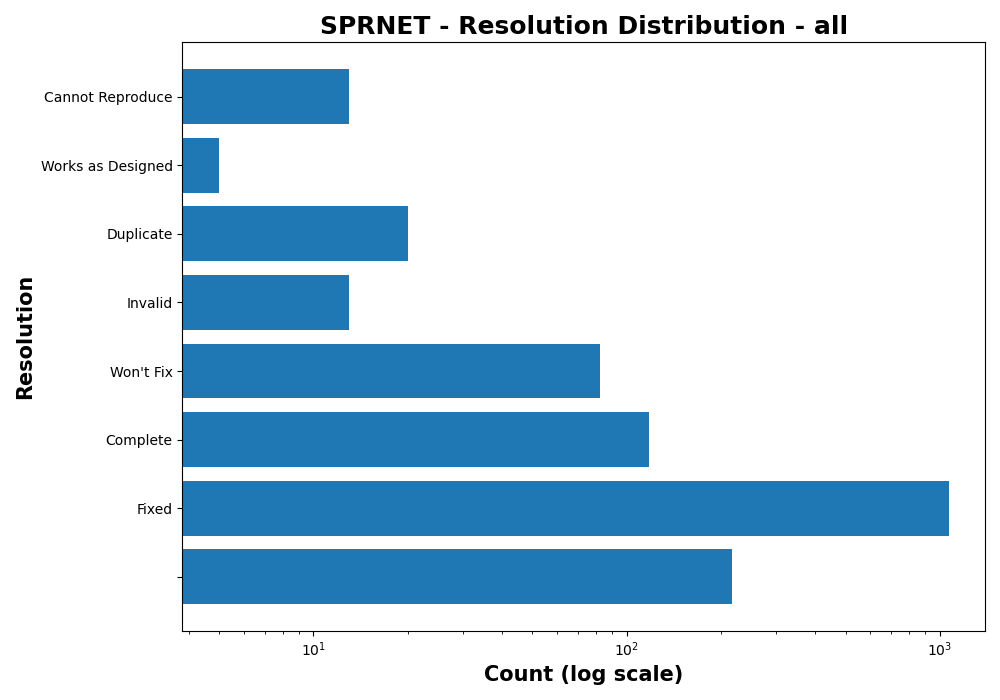 SPRNET - Resolution Distribution - all
Cannot Reproduce
Works as Designed
Duplicate
Invalid
Won't Fix
Complete
Fixed
Resolution
10¹ 10² 10³
Count (log scale)